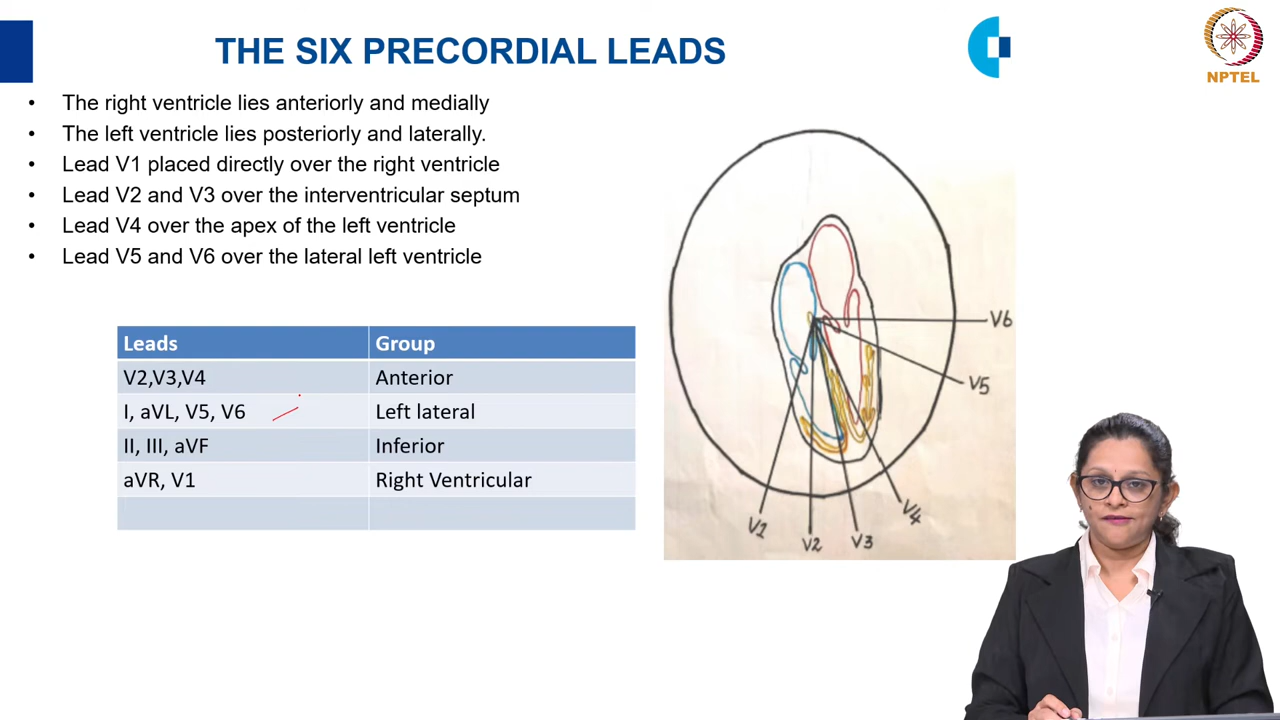 THE SIX PRECORDIAL LEADS
NPTEL
• The right ventricle lies anteriorly and medially
• The left ventricle lies posteriorly and laterally.
• Lead V1 placed directly over the right ventricle
• Lead V2 and V3 over the interventricular septum
• Lead V4 over the apex of the left ventricle
• Lead V5 and V6 over the lateral left ventricle
Leads Group
V2,V3,V4 Anterior
I, aVL, V5, V6 Left lateral
II, III, aVF Inferior
aVR, V1 Right Ventricular
V6
V5
V4
V1
V2
V3